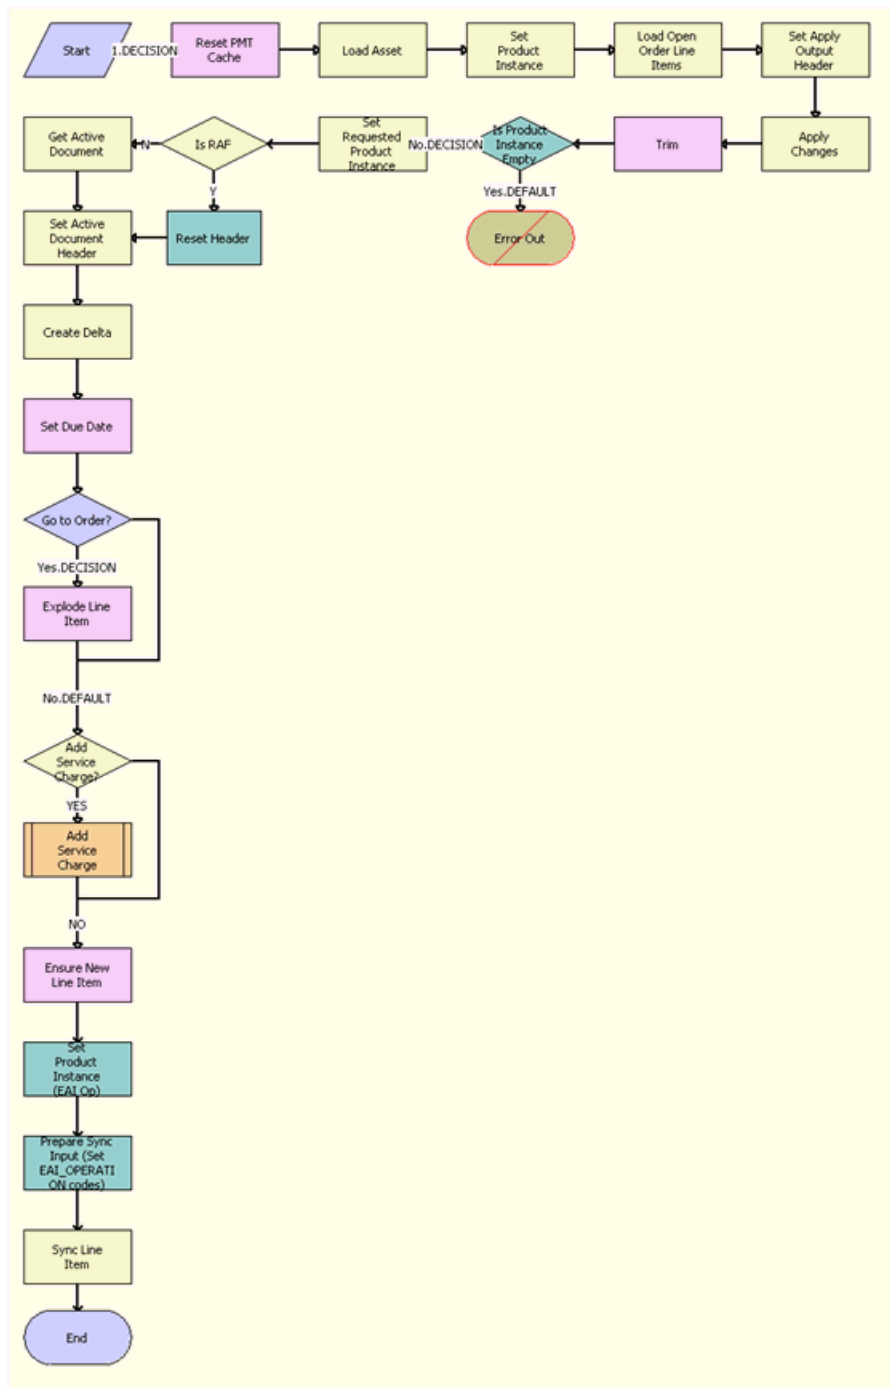 Start
1.DECISION
Reset PMT
Cache
Load Asset
Set
Product
Instance
Load Open
Order Line
Items
Set Apply
Output
Header
Get Active
Document
N
Is RAF
Set
Requested
Product
Instance
No.DECISION
Is Product
Instance
Empty
Trim
Apply
Changes
Y
Yes.DEFAULT
Set Active
Document
Header
Reset Header
Error Out
Create Delta
Set Due Date
Go to Order?
Yes.DECISION
Explode Line
Item
No.DEFAULT
Add
Service
Charge?
YES
Add
Service
Charge
NO
Ensure New
Line Item
Set
Product
Instance
(EAI Op)
Prepare Sync
Input (Set
EAI_OPERATI
ON codes)
Sync Line
Item
End